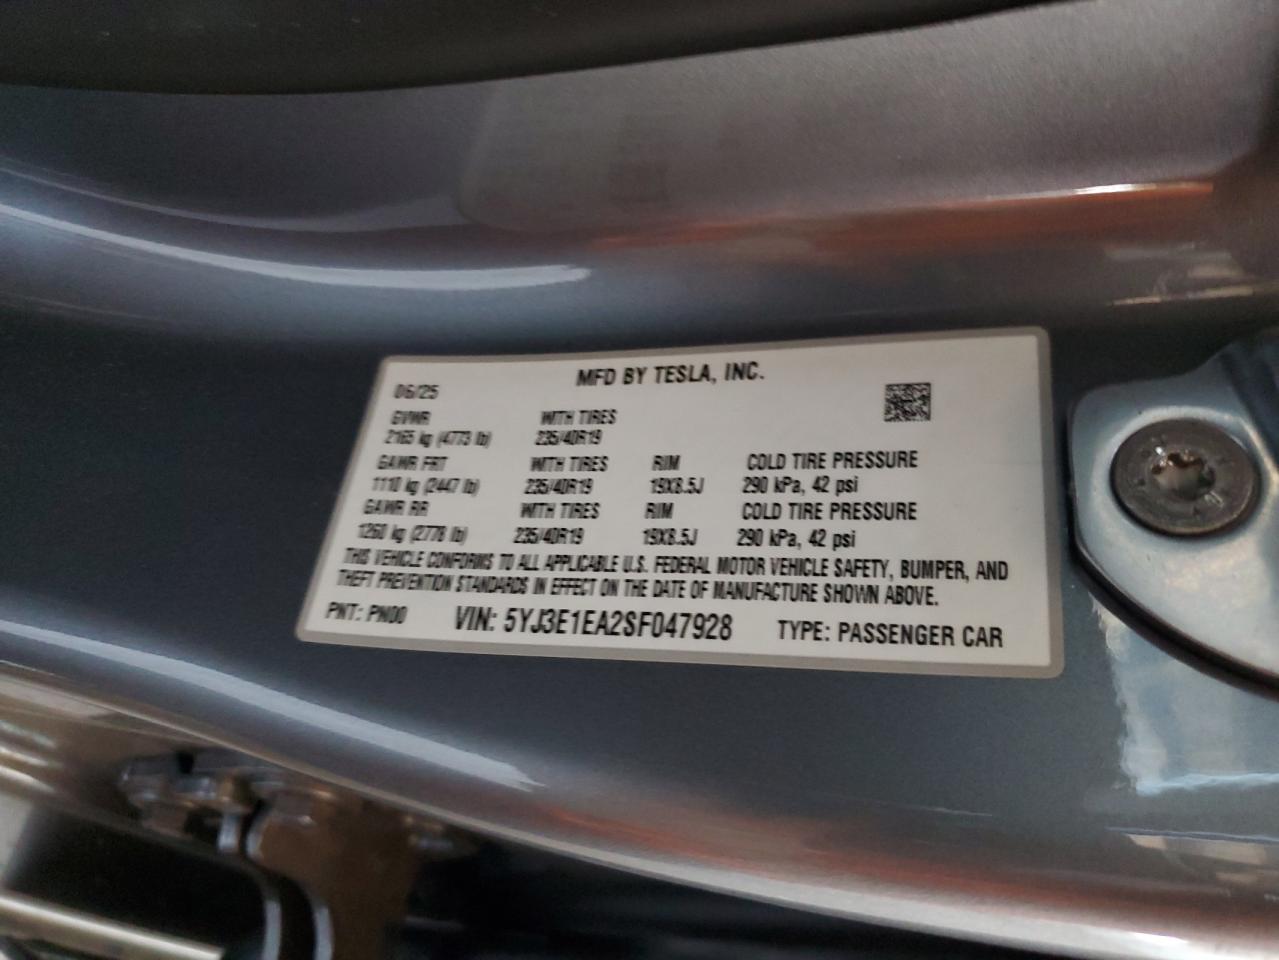 MFD BY TESLA, INC.
06/25
GVWR WITH TIRES
2165 kg (4773 lb) 235/40R19
GAWR FRT WITH TIRES RIM COLD TIRE PRESSURE
1110 kg (2447 lb) 235/40R19 19X8.5J 290 kPa, 42 psi
GAWR RR WITH TIRES RIM COLD TIRE PRESSURE
1260 kg (2778 lb) 235/40R19 19X8.5J 290 kPa, 42 psi
THIS VEHICLE CONFORMS TO ALL APPLICABLE U.S. FEDERAL MOTOR VEHICLE SAFETY, BUMPER, AND
THEFT PREVENTION STANDARDS IN EFFECT ON THE DATE OF MANUFACTURE SHOWN ABOVE.
PNT: PN00 VIN: 5YJ3E1EA2SF047928 TYPE: PASSENGER CAR